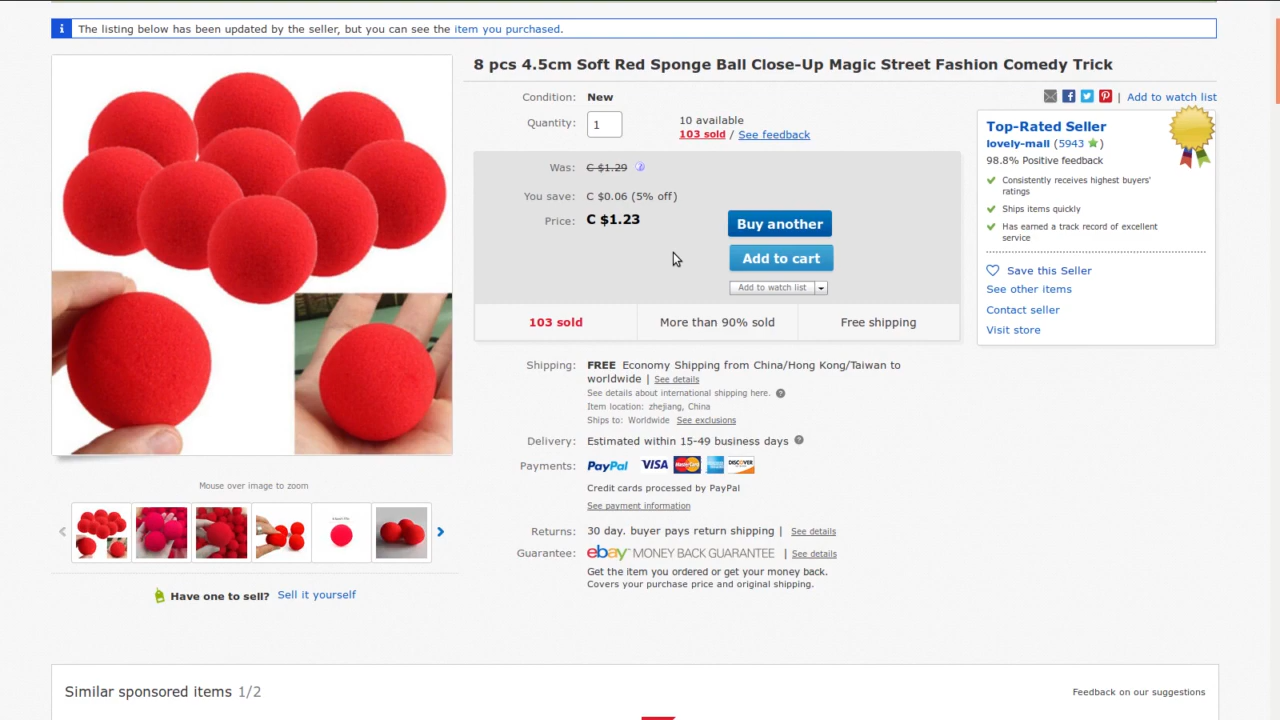 The listing below has been updated by the seller, but you can see the item you purchased.
8 pcs 4.5cm Soft Red Sponge Ball Close-Up Magic Street Fashion Comedy Trick
Condition: New
Quantity: 1
10 available
103 sold / See feedback
Was: C $1.29
You save: C $0.06 (5% off)
Price: C $1.23
Buy another
Add to cart
Add to watch list
103 sold
More than 90% sold
Free shipping
Shipping: FREE Economy Shipping from China/Hong Kong/Taiwan to
worldwide | See details
See details about international shipping here.
Item location: zhejiang, China
Ships to: Worldwide See exclusions
Delivery: Estimated within 15-49 business days
Payments: PayPal VISA MasterCard DISCOVER
Credit cards processed by PayPal
See payment information
Returns: 30 day. buyer pays return shipping | See details
Guarantee: ebay MONEY BACK GUARANTEE | See details
Get the item you ordered or get your money back.
Covers your purchase price and original shipping.
| Add to watch list
Top-Rated Seller
lovely-mall (5943)
98.8% Positive feedback
Consistently receives highest buyers'
ratings
Ships items quickly
Has earned a track record of excellent
service
Save this Seller
See other items
Contact seller
Visit store
Mouse over image to zoom
Have one to sell? Sell it yourself
Similar sponsored items 1/2
Feedback on our suggestions